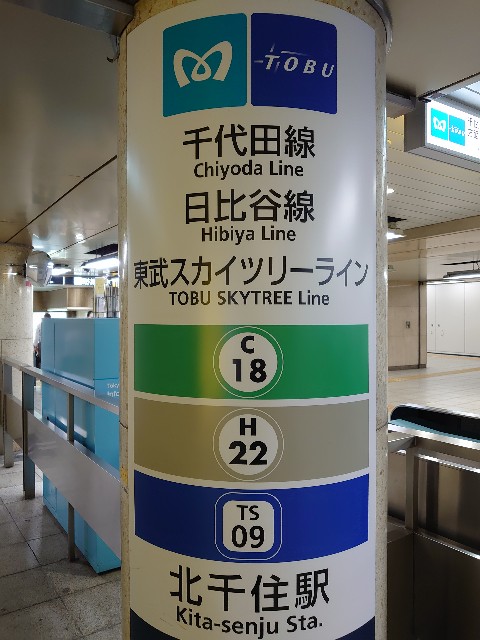 TOBU
千代田線
Chiyoda Line
日比谷線
Hibiya Line
東武スカイツリーライン
TOBU SKYTREE Line
C
18
H
22
TS
09
北千住駅
Kita-senju Sta.